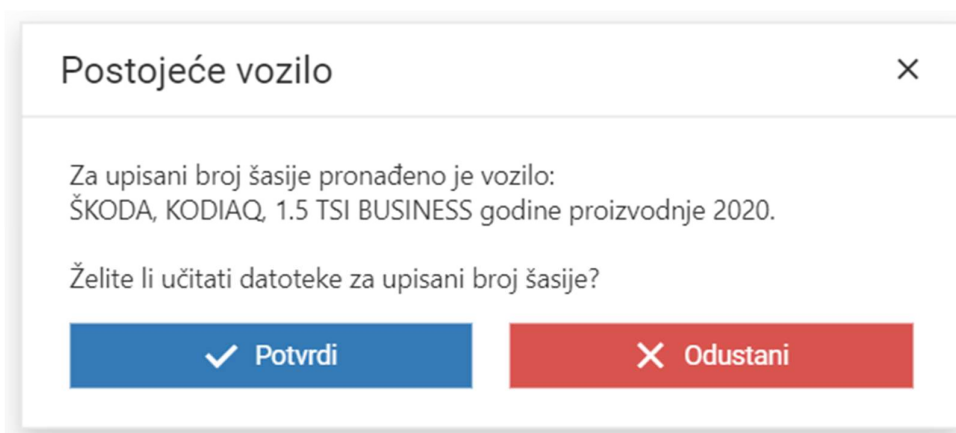 Postojeće vozilo
Za upisani broj šasije pronađeno je vozilo:
ŠKODA, KODIAQ, 1.5 TSI BUSINESS godine proizvodnje 2020.
Želite li učitati datoteke za upisani broj šasije?
Potvrdi
Odustani